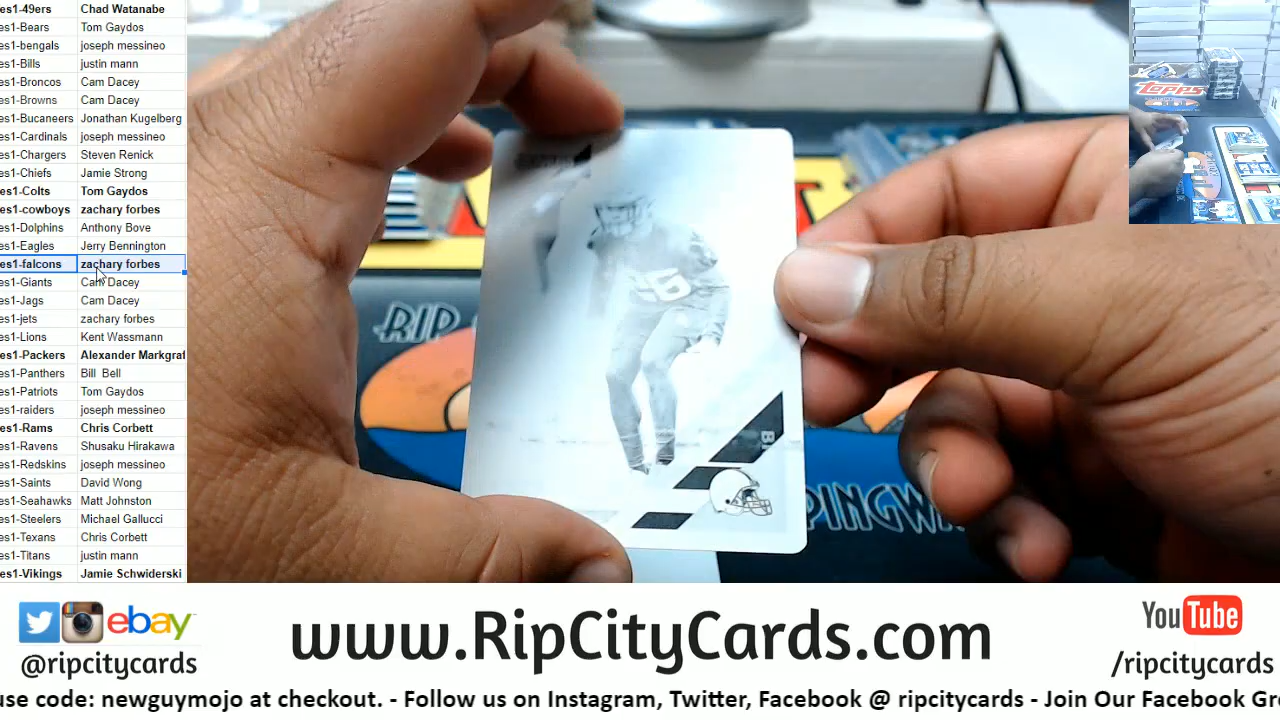 es1-49ers Chad Watanabe
es1-Bears Tom Gaydos
es1-bengals joseph messineo
es1-Bills justin mann
es1-Broncos Cam Dacey
es1-Browns Cam Dacey
es1-Bucaneers Jonathan Kugelberg
es1-Cardinals joseph messineo
es1-Chargers Steven Renick
es1-Chiefs Jamie Strong
es1-Colts Tom Gaydos
es1-cowboys zachary forbes
es1-Dolphins Anthony Bove
es1-Eagles Jerry Bennington
es1-falcons zachary forbes
es1-Giants Cam Dacey
es1-Jags Cam Dacey
es1-jets zachary forbes
es1-Lions Kent Wassmann
es1-Packers Alexander Markgraf
es1-Panthers Bill Bell
es1-Patriots Tom Gaydos
es1-raiders joseph messineo
es1-Rams Chris Corbett
es1-Ravens Shusaku Hirakawa
es1-Redskins joseph messineo
es1-Saints David Wong
es1-Seahawks Matt Johnston
es1-Steelers Michael Gallucci
es1-Texans Chris Corbett
es1-Titans justin mann
es1-Vikings Jamie Schwiderski
Topps
RIP
26
PINGW
ebay
@ripcitycards
www.RipCityCards.com
YouTube
/ripcitycards
use code: newguymojo at checkout. - Follow us on Instagram, Twitter, Facebook @ ripcitycards - Join Our Facebook Gr